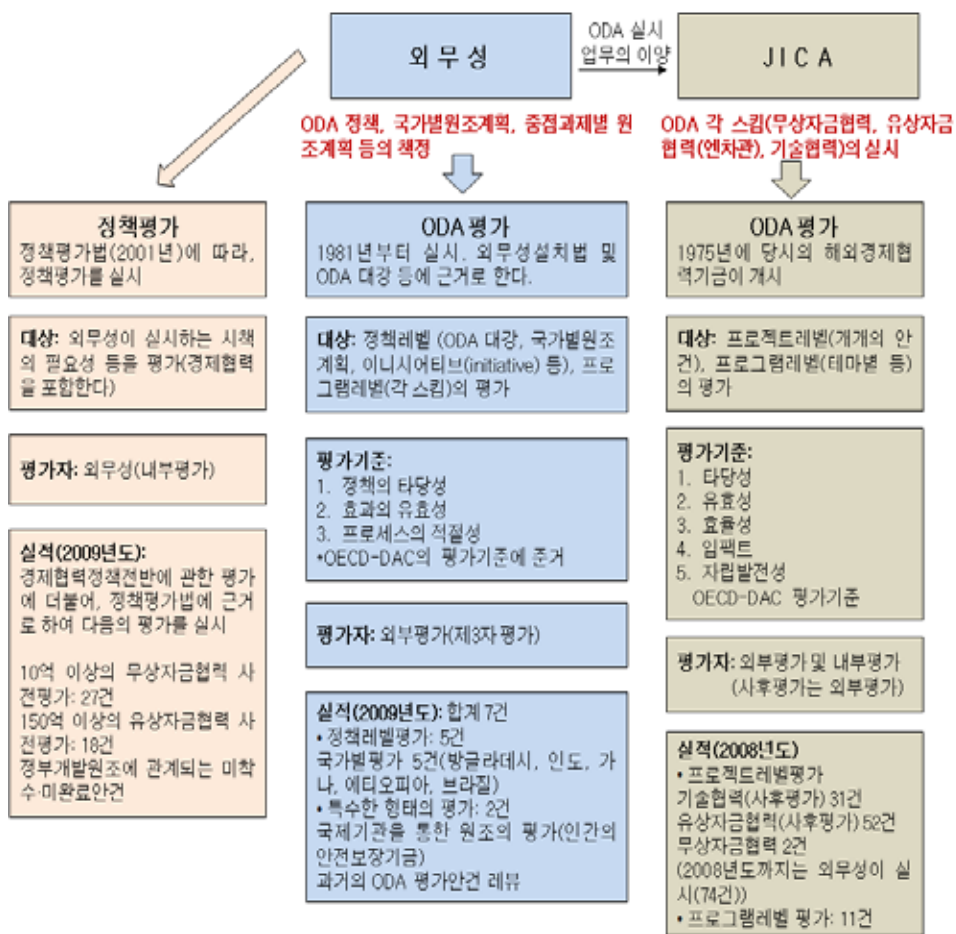 외무성
ODA 실시
업무의 이양
JICA
ODA 정책, 국가별원조계획, 중점과제별 원
조계획 등의 책정
ODA 각 스킴(무상자금협력, 유상자금
협력(엔차관), 기술협력)의 실시
정책평가
정책평가법(2001년)에 따라,
정책평가를 실시
대상: 외무성이 실시하는 시책
의 필요성 등을 평가(경제협력
을 포함한다)
평가자: 외무성(내부평가)
실적(2009년도):
경제협력정책전반에 관한 평가
에 더불어, 정책평가법에 근거
로 하여 다음의 평가를 실시
10억 이상의 무상자금협력 사
전평가: 27건
150억 이상의 유상자금협력 사
전평가: 18건
정부개발원조에 관계되는 미착
수·미완료안건
ODA 평가
1981년부터 실시. 외무성설치법 및
ODA 대강 등에 근거로 한다.
대상: 정책레벨 (ODA 대강, 국가별원조
계획, 이니시어티브(initiative) 등), 프로
그램레벨(각 스킴)의 평가
평가기준:
1. 정책의 타당성
2. 효과의 유효성
3. 프로세스의 적절성
*OECD-DAC의 평가기준에 준거
평가자: 외부평가(제3자 평가)
실적(2009년도): 합계 7건
• 정책레벨평가: 5건
국가별평가 5건(방글라데시, 인도, 가
나, 에티오피아, 브라질)
• 특수한 형태의 평가: 2건
국제기관을 통한 원조의 평가(인간의
안전보장기금)
과거의 ODA 평가안건 레뷰
ODA 평가
1975년에 당시의 해외경제협
력기금이 개시
대상: 프로젝트레벨(개개의 안
건), 프로그램레벨(테마별 등)
의 평가
평가기준:
1. 타당성
2. 유효성
3. 효율성
4. 임팩트
5. 자립발전성
OECD-DAC 평가기준
평가자: 외부평가 및 내부평가
(사후평가는 외부평가)
실적(2008년도)
• 프로젝트레벨평가
기술협력(사후평가) 31건
유상자금협력(사후평가) 52건
무상자금협력 2건
(2008년도까지는 외무성이 실
시(74건))
• 프로그램레벨 평가: 11건